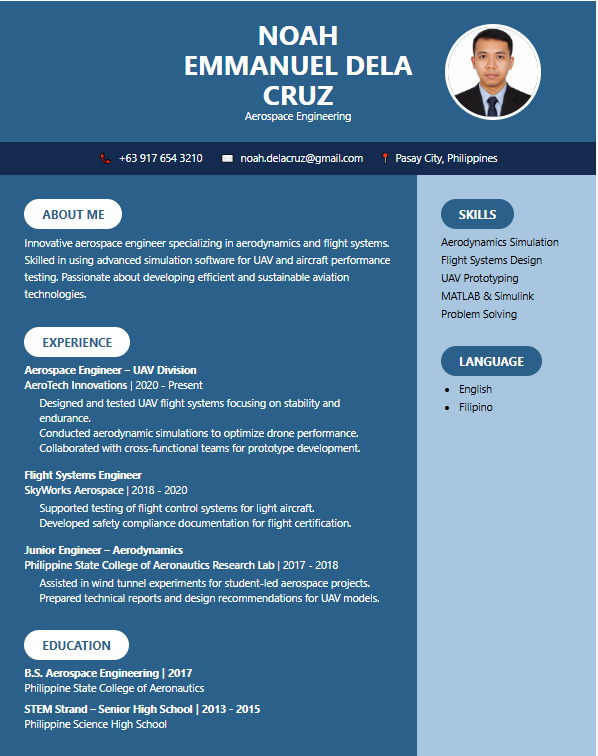 NOAH
EMMANUEL DELA
CRUZ
Aerospace Engineering
+63 917 654 3210
noah.delacruz@gmail.com
Pasay City, Philippines
ABOUT ME
Innovative aerospace engineer specializing in aerodynamics and flight systems.
Skilled in using advanced simulation software for UAV and aircraft performance
testing. Passionate about developing efficient and sustainable aviation
technologies.
EXPERIENCE
Aerospace Engineer – UAV Division
AeroTech Innovations | 2020 - Present
Designed and tested UAV flight systems focusing on stability and
endurance.
Conducted aerodynamic simulations to optimize drone performance.
Collaborated with cross-functional teams for prototype development.
Flight Systems Engineer
SkyWorks Aerospace | 2018 - 2020
Supported testing of flight control systems for light aircraft.
Developed safety compliance documentation for flight certification.
Junior Engineer – Aerodynamics
Philippine State College of Aeronautics Research Lab | 2017 - 2018
Assisted in wind tunnel experiments for student-led aerospace projects.
Prepared technical reports and design recommendations for UAV models.
EDUCATION
B.S. Aerospace Engineering | 2017
Philippine State College of Aeronautics
STEM Strand – Senior High School | 2013 - 2015
Philippine Science High School
SKILLS
Aerodynamics Simulation
Flight Systems Design
UAV Prototyping
MATLAB & Simulink
Problem Solving
LANGUAGE
English
Filipino